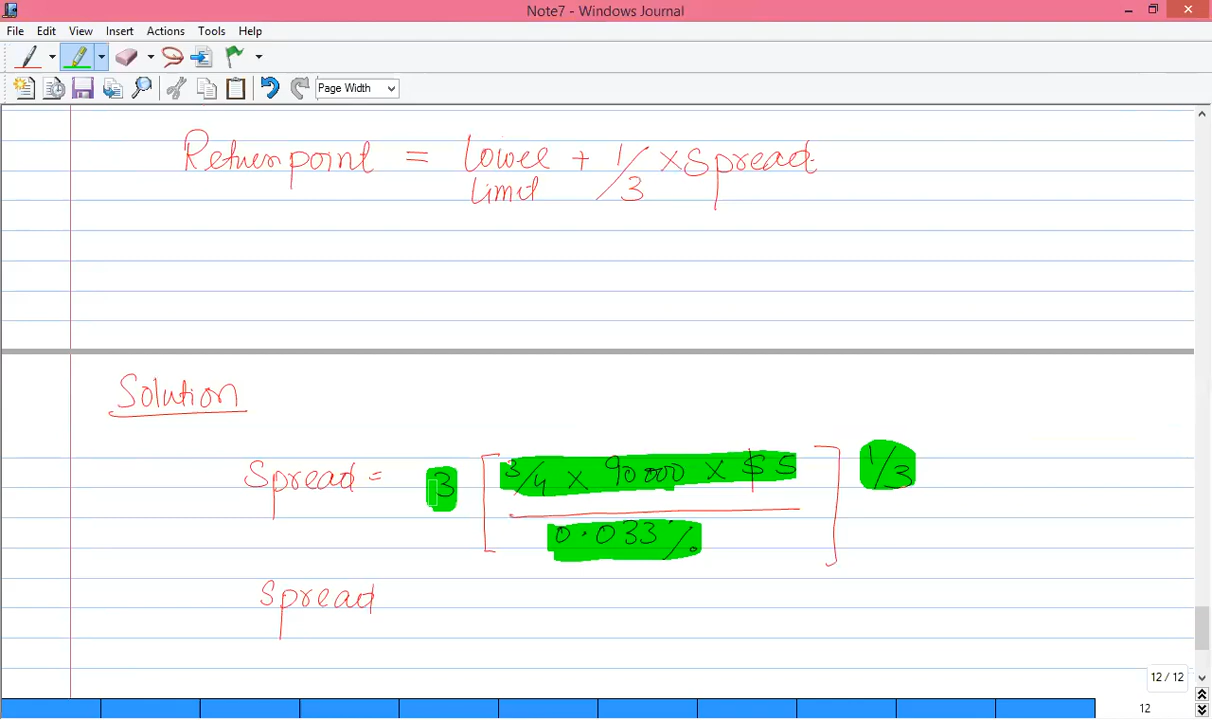 Note7 - Windows Journal
File Edit View Insert Actions Tools Help
Page Width
Return point = lower + 1/3 × Spread
limit
Solution
Spread = 3 [ 3/4 × 90000 × $5 ] 1/3
0.033%
Spread
12 / 12
12